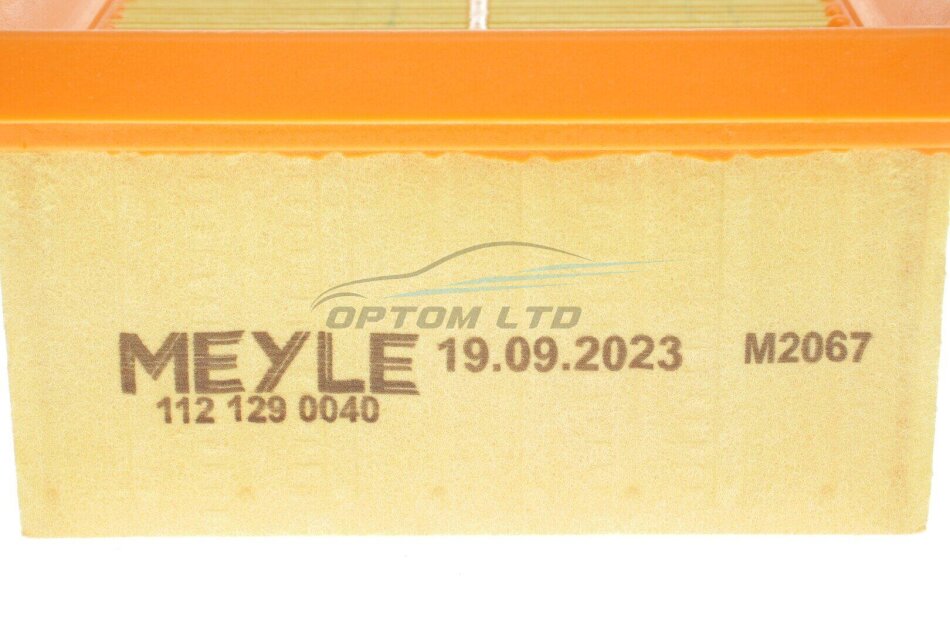 OPTOM LTD
MEYLE 19.09.2023 M2067
112 129 0040